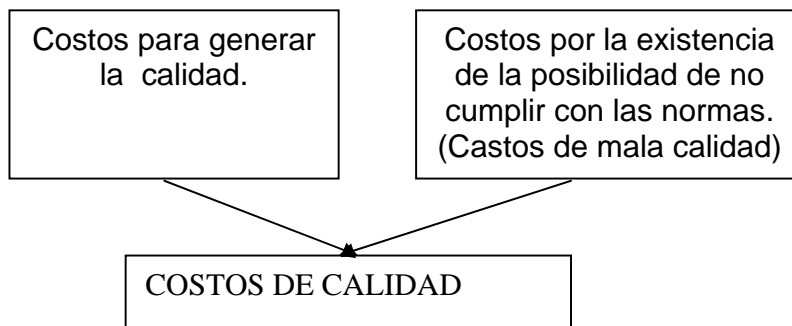 Costos para generar
la calidad.
Costos por la existencia
de la posibilidad de no
cumplir con las normas.
(Castos de mala calidad)
COSTOS DE CALIDAD